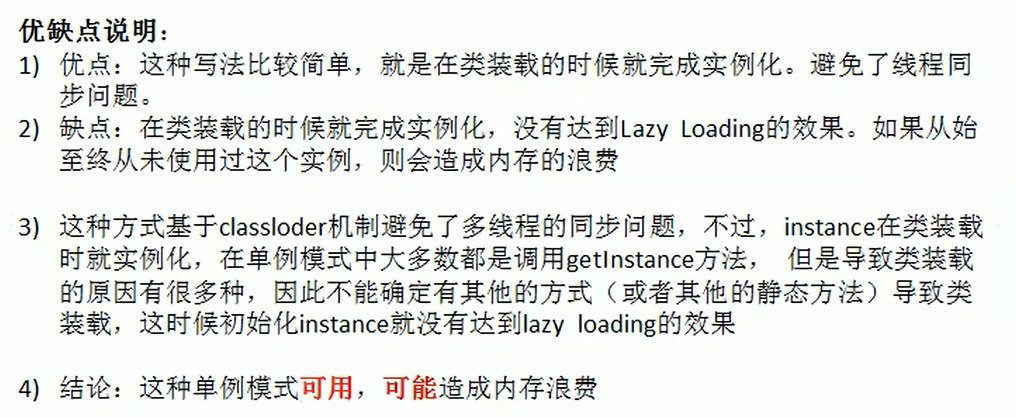 优缺点说明：
1) 优点：这种写法比较简单，就是在类装载的时候就完成实例化。避免了线程同
步问题。
2) 缺点：在类装载的时候就完成实例化，没有达到Lazy Loading的效果。如果从始
至终从未使用过这个实例，则会造成内存的浪费
3) 这种方式基于classloder机制避免了多线程的同步问题，不过，instance在类装载
时就实例化，在单例模式中大多数都是调用getInstance方法， 但是导致类装载
的原因有很多种，因此不能确定有其他的方式（或者其他的静态方法）导致类
装载，这时候初始化instance就没有达到lazy loading的效果
4) 结论：这种单例模式可用，可能造成内存浪费